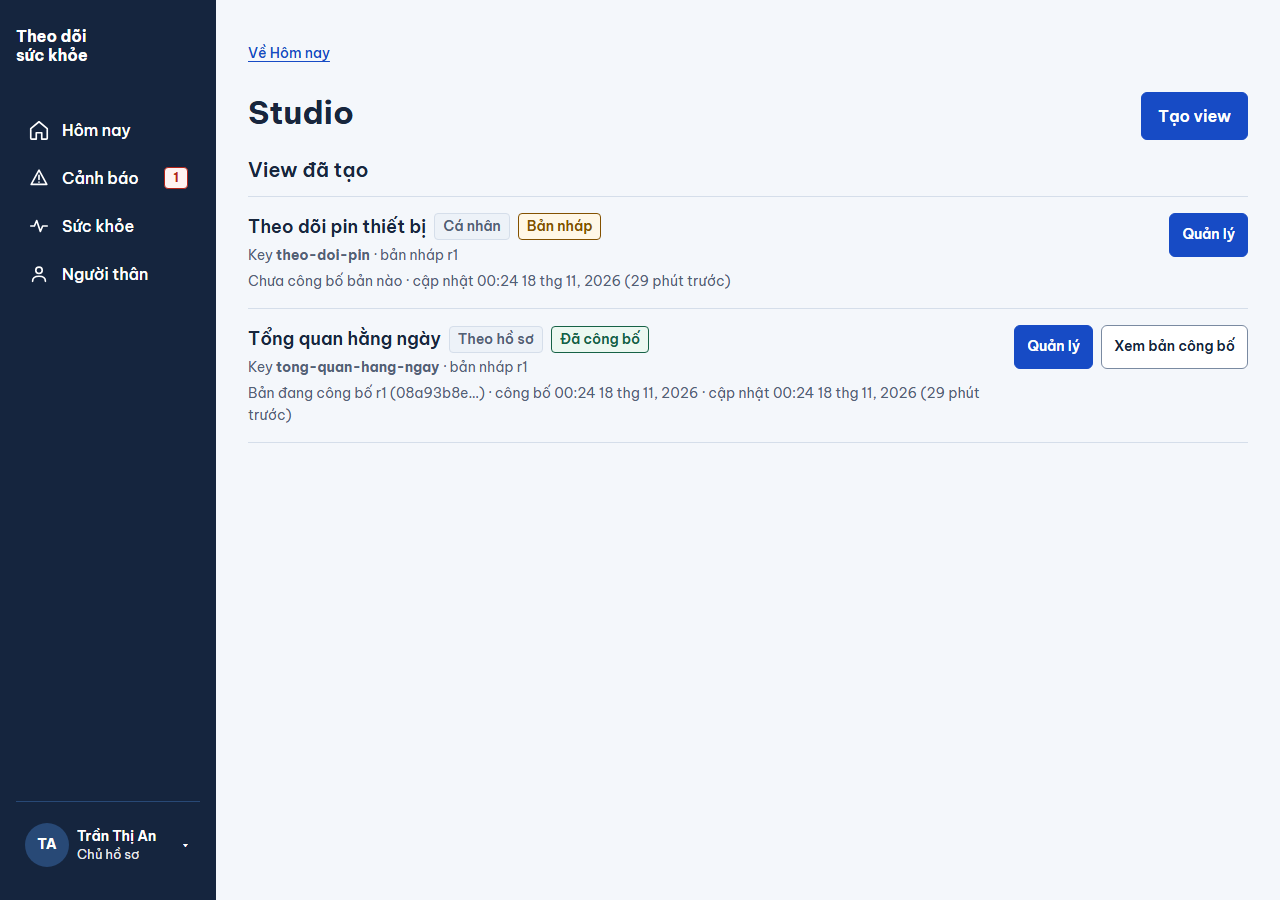 Theo dõi
sức khỏe
Hôm nay
Cảnh báo 1
Sức khỏe
Người thân
TA
Trần Thị An
Chủ hồ sơ
Về Hôm nay
Studio
Tạo view
View đã tạo
Theo dõi pin thiết bị Cá nhân Bản nháp
Quản lý
Key theo-doi-pin · bản nháp r1
Chưa công bố bản nào · cập nhật 00:24 18 thg 11, 2026 (29 phút trước)
Tổng quan hằng ngày Theo hồ sơ Đã công bố
Quản lý Xem bản công bố
Key tong-quan-hang-ngay · bản nháp r1
Bản đang công bố r1 (08a93b8e…) · công bố 00:24 18 thg 11, 2026 · cập nhật 00:24 18 thg 11, 2026 (29 phút
trước)